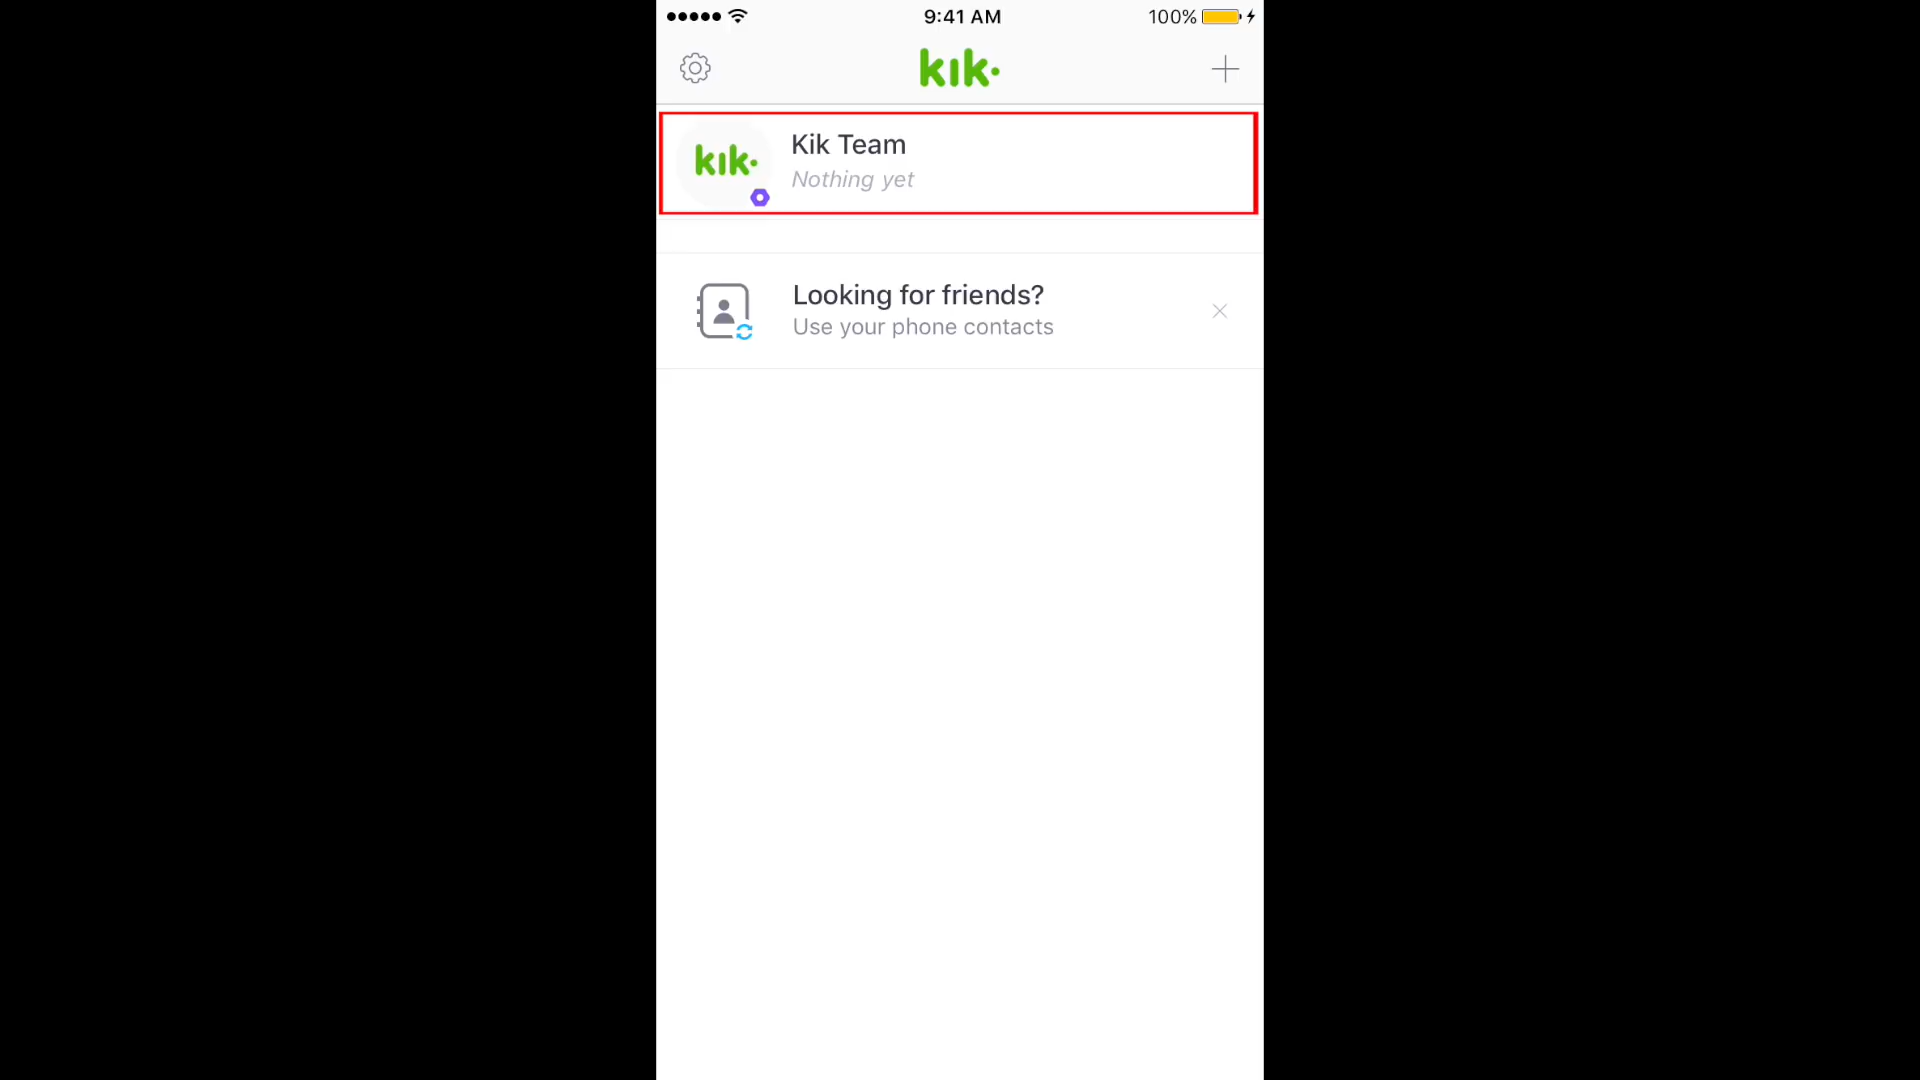 9:41 AM
100%
kik.
kik.
Kik Team
Nothing yet
Looking for friends?
Use your phone contacts